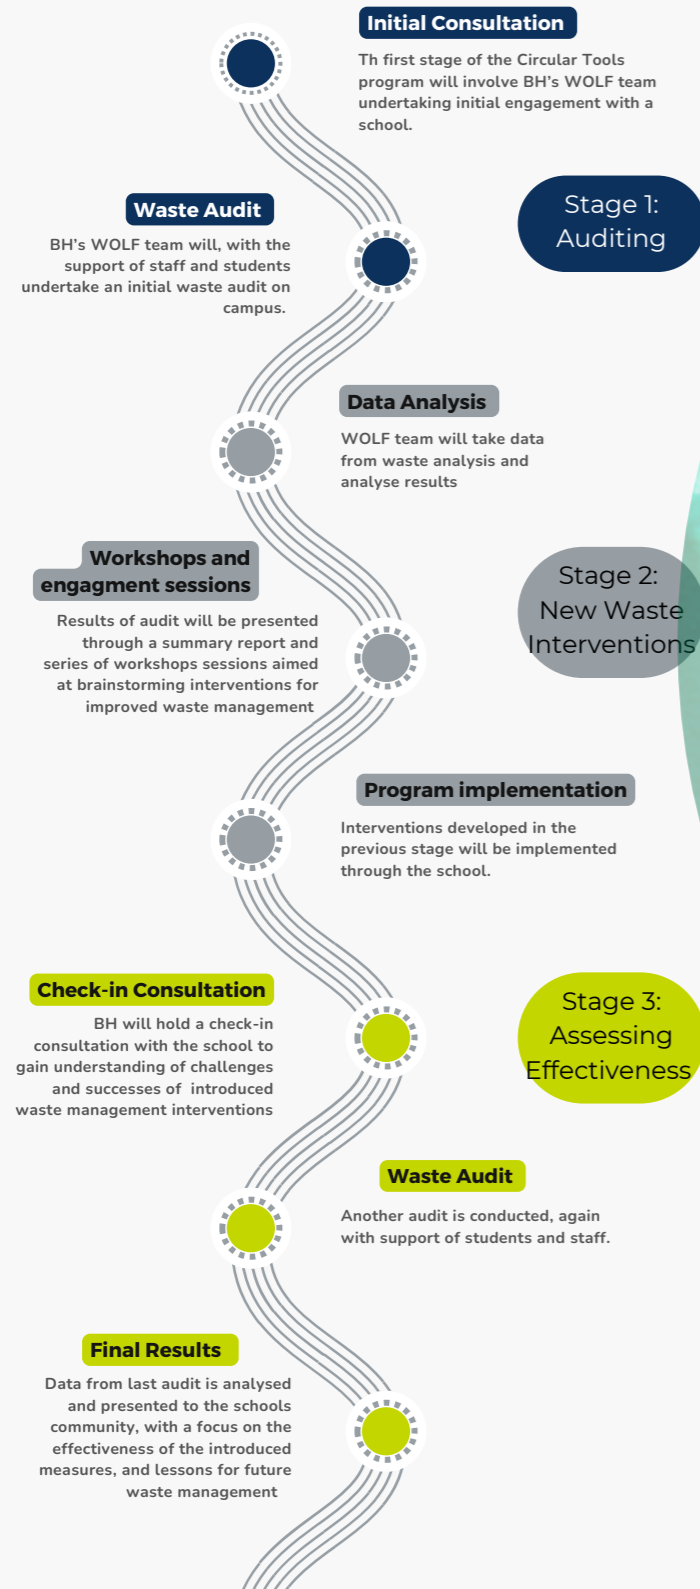 Initial Consultation
Th first stage of the Circular Tools
program will involve BH's WOLF team
undertaking initial engagement with a
school.
Stage 1:
Auditing
Waste Audit
BH's WOLF team will, with the
support of staff and students
undertake an initial waste audit on
campus.
Data Analysis
WOLF team will take data
from waste analysis and
analyse results
Workshops and
engagment sessions
Results of audit will be presented
through a summary report and
series of workshops sessions aimed
at brainstorming interventions for
improved waste management
Stage 2:
New Waste
Interventions
Program implementation
Interventions developed in the
previous stage will be implemented
through the school.
Check-in Consultation
BH will hold a check-in
consultation with the school to
gain understanding of challenges
and successes of introduced
waste management interventions
Stage 3:
Assessing
Effectiveness
Waste Audit
Another audit is conducted, again
with support of students and staff.
Final Results
Data from last audit is analysed
and presented to the schools
community, with a focus on the
effectiveness of the introduced
measures, and lessons for future
waste management